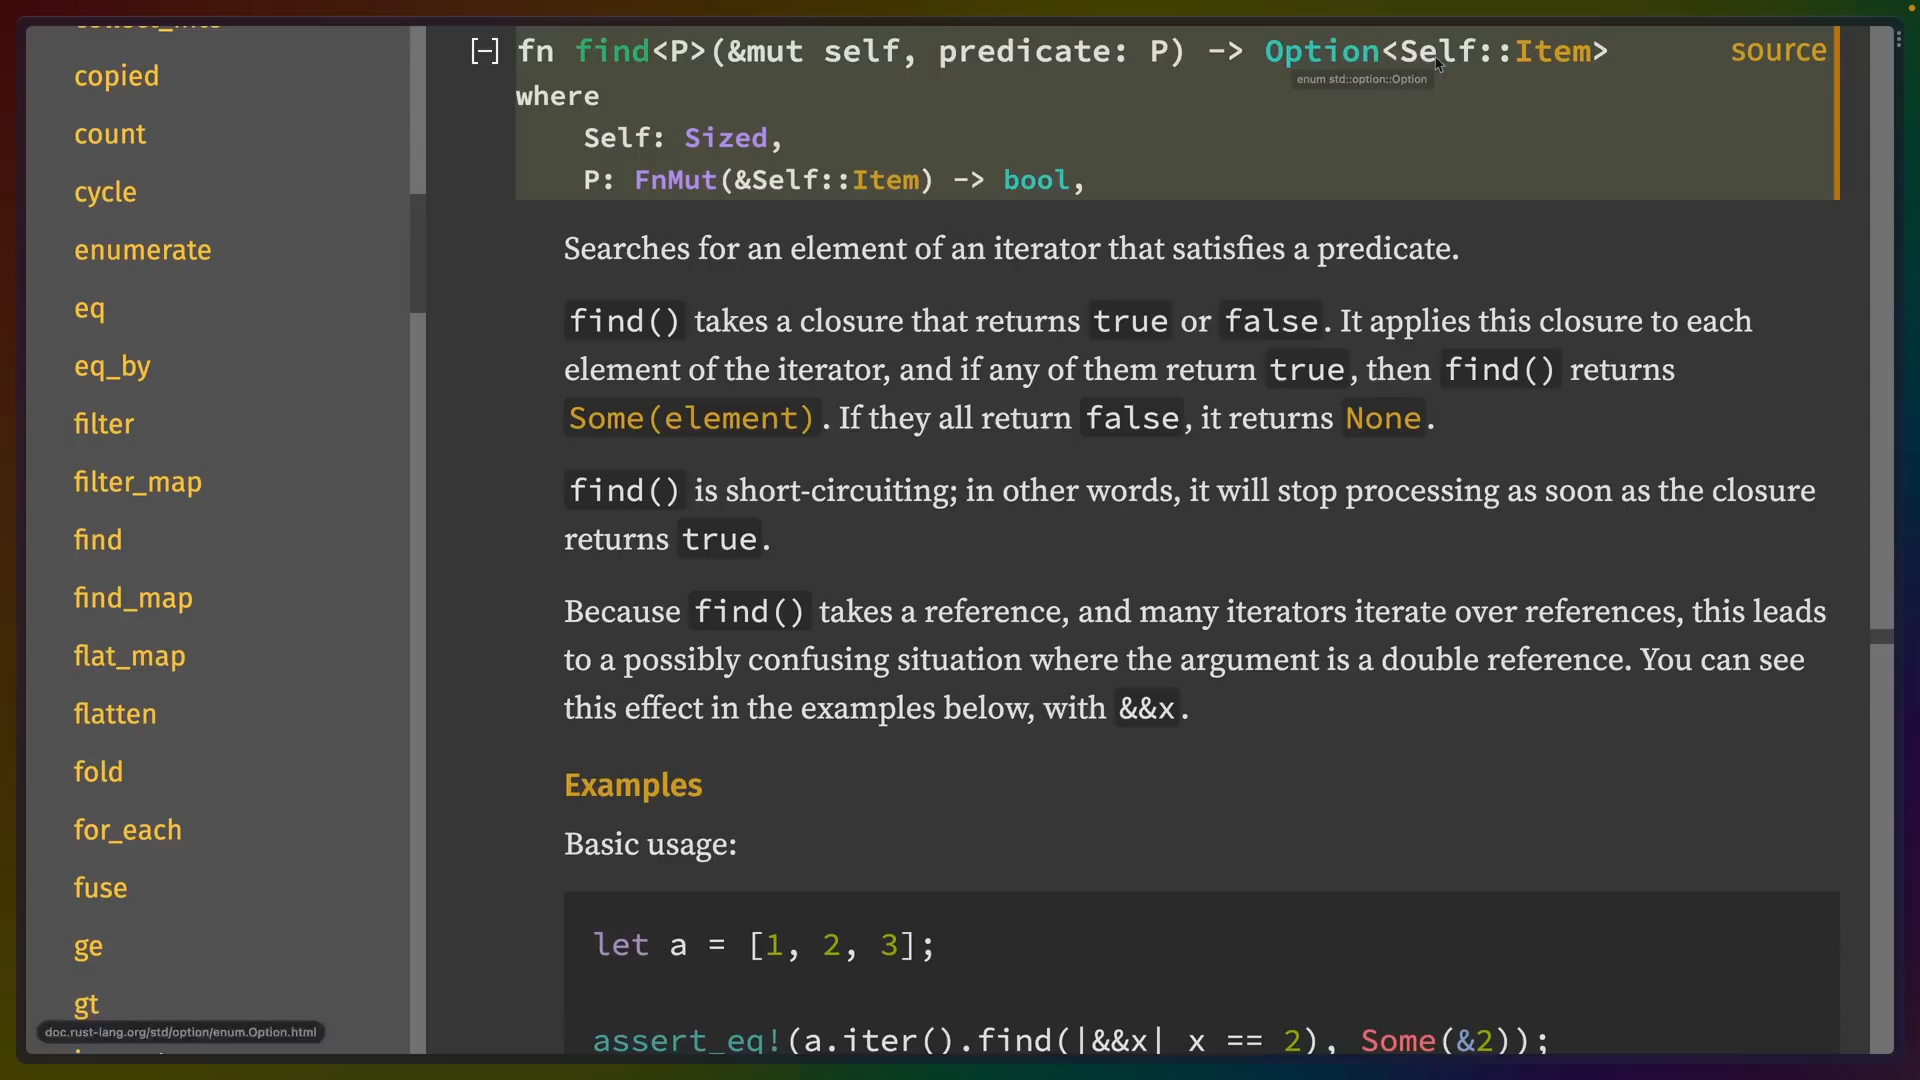 copied
count
cycle
enumerate
eq
eq_by
filter
filter_map
find
find_map
flat_map
flatten
fold
for_each
fuse
ge
gt
doc.rust-lang.org/std/option/enum.Option.html
[−] fn find<P>(&mut self, predicate: P) -> Option<Self::Item> source
enum std::option::Option
where
Self: Sized,
P: FnMut(&Self::Item) -> bool,
Searches for an element of an iterator that satisfies a predicate.
find() takes a closure that returns true or false. It applies this closure to each
element of the iterator, and if any of them return true, then find() returns
Some(element). If they all return false, it returns None.
find() is short-circuiting; in other words, it will stop processing as soon as the closure
returns true.
Because find() takes a reference, and many iterators iterate over references, this leads
to a possibly confusing situation where the argument is a double reference. You can see
this effect in the examples below, with &&x.
Examples
Basic usage:
let a = [1, 2, 3];
assert_eq!(a.iter().find(|&&x| x == 2), Some(&2));